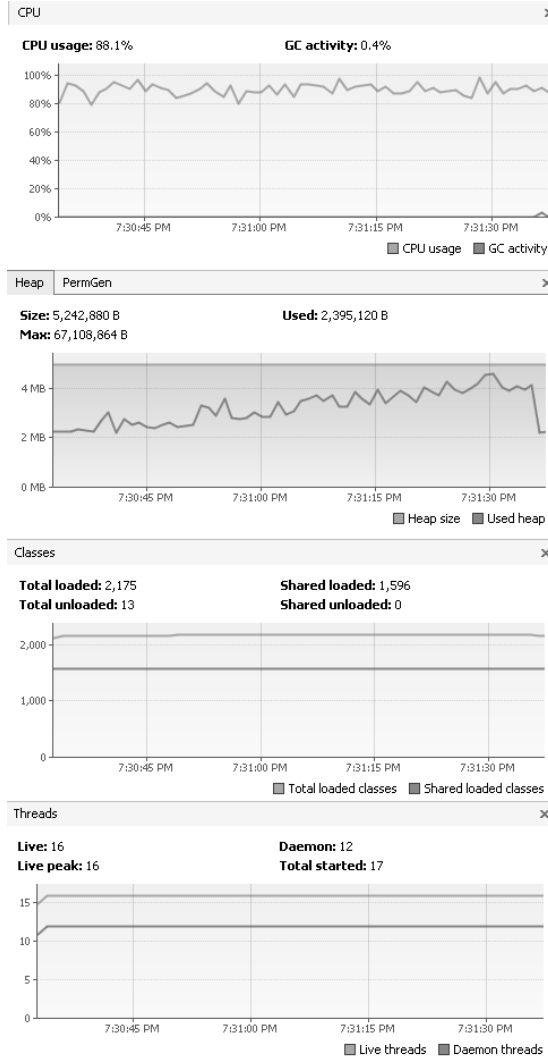 CPU ×
CPU usage: 88.1% GC activity: 0.4%
100%
80%
60%
40%
20%
0%
7:30:45 PM 7:31:00 PM 7:31:15 PM 7:31:30 PM
CPU usage GC activity
Heap PermGen ×
Size: 5,242,880 B Used: 2,395,120 B
Max: 67,108,864 B
4 MB
2 MB
0 MB
7:30:45 PM 7:31:00 PM 7:31:15 PM 7:31:30 PM
Heap size Used heap
Classes ×
Total loaded: 2,175 Shared loaded: 1,596
Total unloaded: 13 Shared unloaded: 0
2,000
1,000
0
7:30:45 PM 7:31:00 PM 7:31:15 PM 7:31:30 PM
Total loaded classes Shared loaded classes
Threads ×
Live: 16 Daemon: 12
Live peak: 16 Total started: 17
15
10
5
0
7:30:45 PM 7:31:00 PM 7:31:15 PM 7:31:30 PM
Live threads Daemon threads